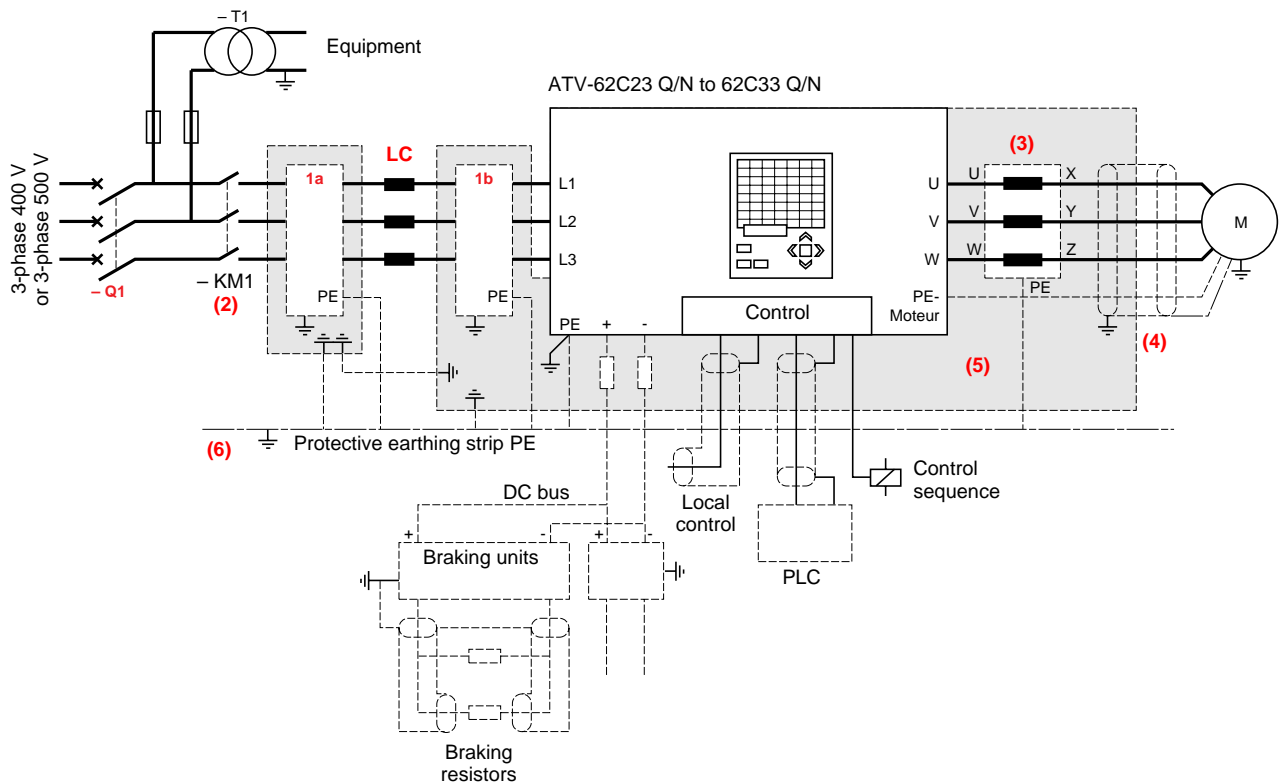 – T1
Equipment
ATV-62C23 Q/N to 62C33 Q/N
3-phase 400 V
or 3-phase 500 V
– Q1
– KM1
(2)
1a
PE
LC
1b
PE
L1
L2
L3
PE
+
-
Control
U
V
W
PE-
Moteur
(3)
U
V
W
X
Y
Z
PE
M
(4)
(5)
(6)
Protective earthing strip PE
DC bus
+
-
Braking units
+
-
Local
control
PLC
Control
sequence
Braking
resistors